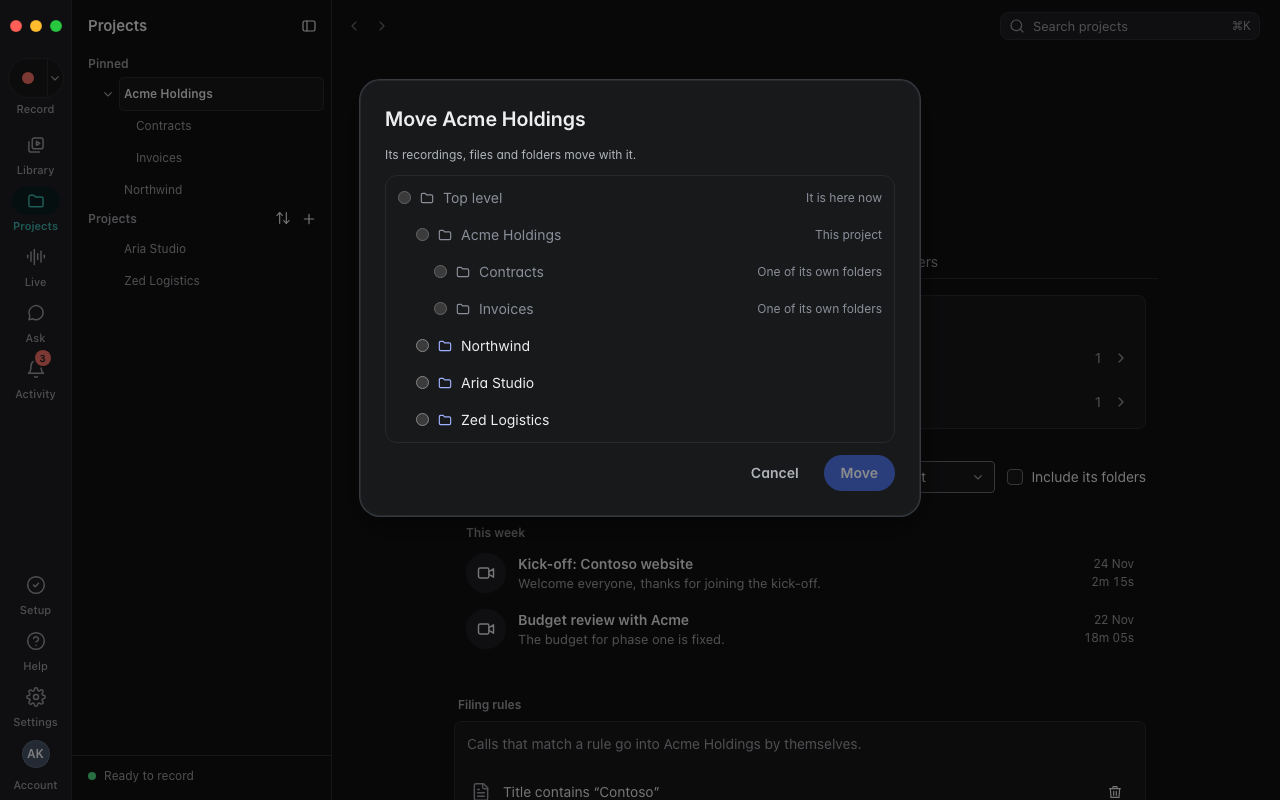 Projects
Search projects
⌘K
Record
Library
Projects
Live
Ask
3
Activity
Setup
Help
Settings
AK
Account
Pinned
Acme Holdings
Contracts
Invoices
Northwind
Projects
Aria Studio
Zed Logistics
Ready to record
Move Acme Holdings
Its recordings, files and folders move with it.
Top level
It is here now
Acme Holdings
This project
Contracts
One of its own folders
Invoices
One of its own folders
Northwind
Aria Studio
Zed Logistics
Cancel
Move
1
1
Include its folders
This week
Kick-off: Contoso website
24 Nov
Welcome everyone, thanks for joining the kick-off.
2m 15s
Budget review with Acme
22 Nov
The budget for phase one is fixed.
18m 05s
Filing rules
Calls that match a rule go into Acme Holdings by themselves.
Title contains “Contoso”